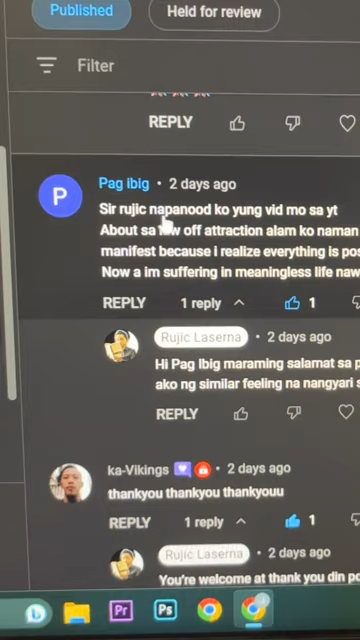 Published
Held for review
Filter
REPLY
P
Pag ibig • 2 days ago
Sir rujic napanood ko yung vid mo sa yt
About sa law off attraction alam ko naman
manifest because i realize everything is pos
Now a im suffering in meaningless life naw
REPLY 1 reply 1
Rujic Laserna • 2 days ago
Hi Pag Ibig maraming salamat sa p
ako ng similar feeling na nangyari s
REPLY
ka-Vikings • 2 days ago
thankyou thankyou thankyouu
REPLY 1 reply 1
Rujic Laserna • 2 days ago
You're welcome at thank you din po
Pr Ps